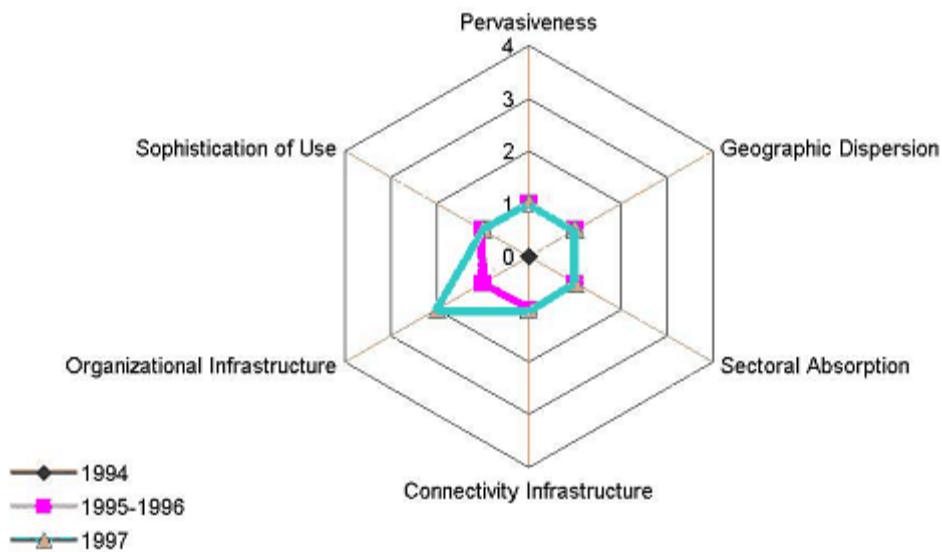 Pervasiveness
4
3
Sophistication of Use
Geographic Dispersion
2
1
0
Organizational Infrastructure
Sectoral Absorption
Connectivity Infrastructure
1994
1995-1996
1997